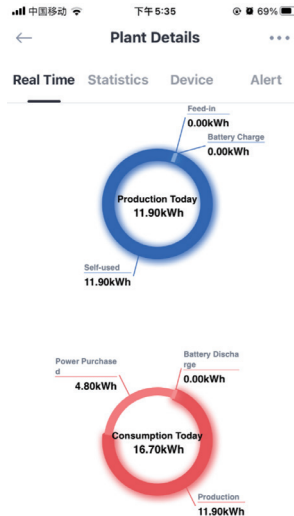 中国移动 下午5:35 69%
Plant Details
Real Time Statistics Device Alert
Feed-in
0.00kWh
Battery Charge
0.00kWh
Production Today
11.90kWh
Self-used
11.90kWh
Power Purchase
d
4.80kWh
Battery Discha
rge
0.00kWh
Consumption Today
16.70kWh
Production
11.90kWh